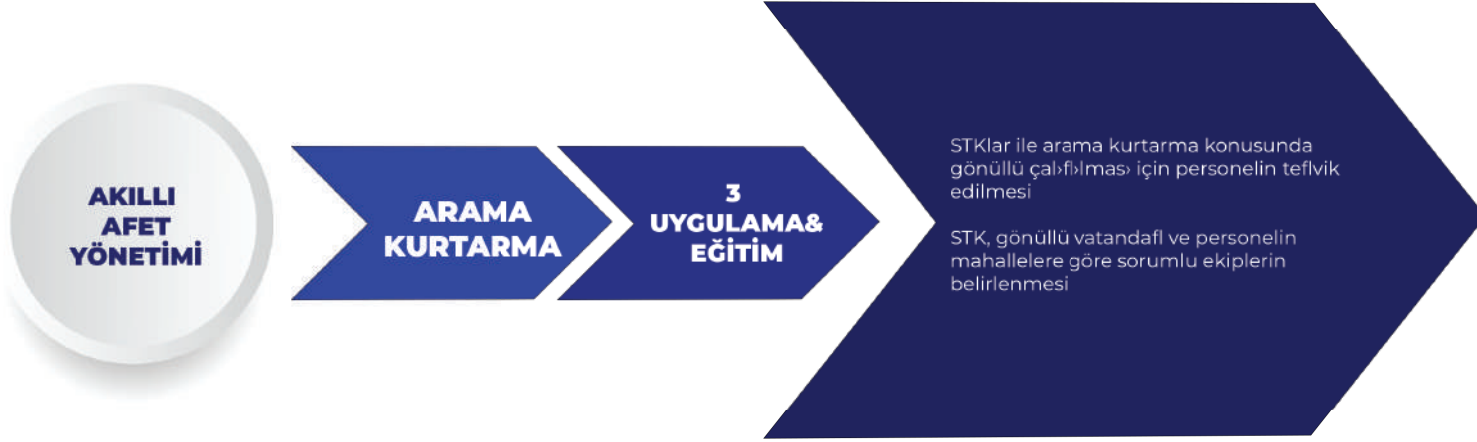 AKILLI
AFET
YÖNETİMİ
ARAMA
KURTARMA
3
UYGULAMA&
EĞİTİM
STKlar ile arama kurtarma konusunda
gönüllü çal›fl›lmas› için personelin teflvik
edilmesi
STK, gönüllü vatandafl ve personelin
mahallelere göre sorumlu ekiplerin
belirlenmesi